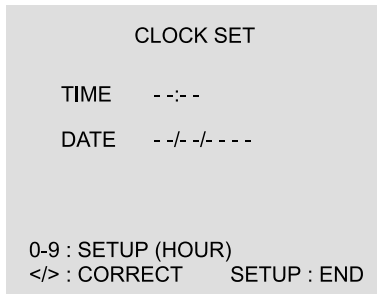 CLOCK SET
TIME - -:- -
DATE - -/- -/- - - -
0-9 : SETUP (HOUR)
</> : CORRECT SETUP : END